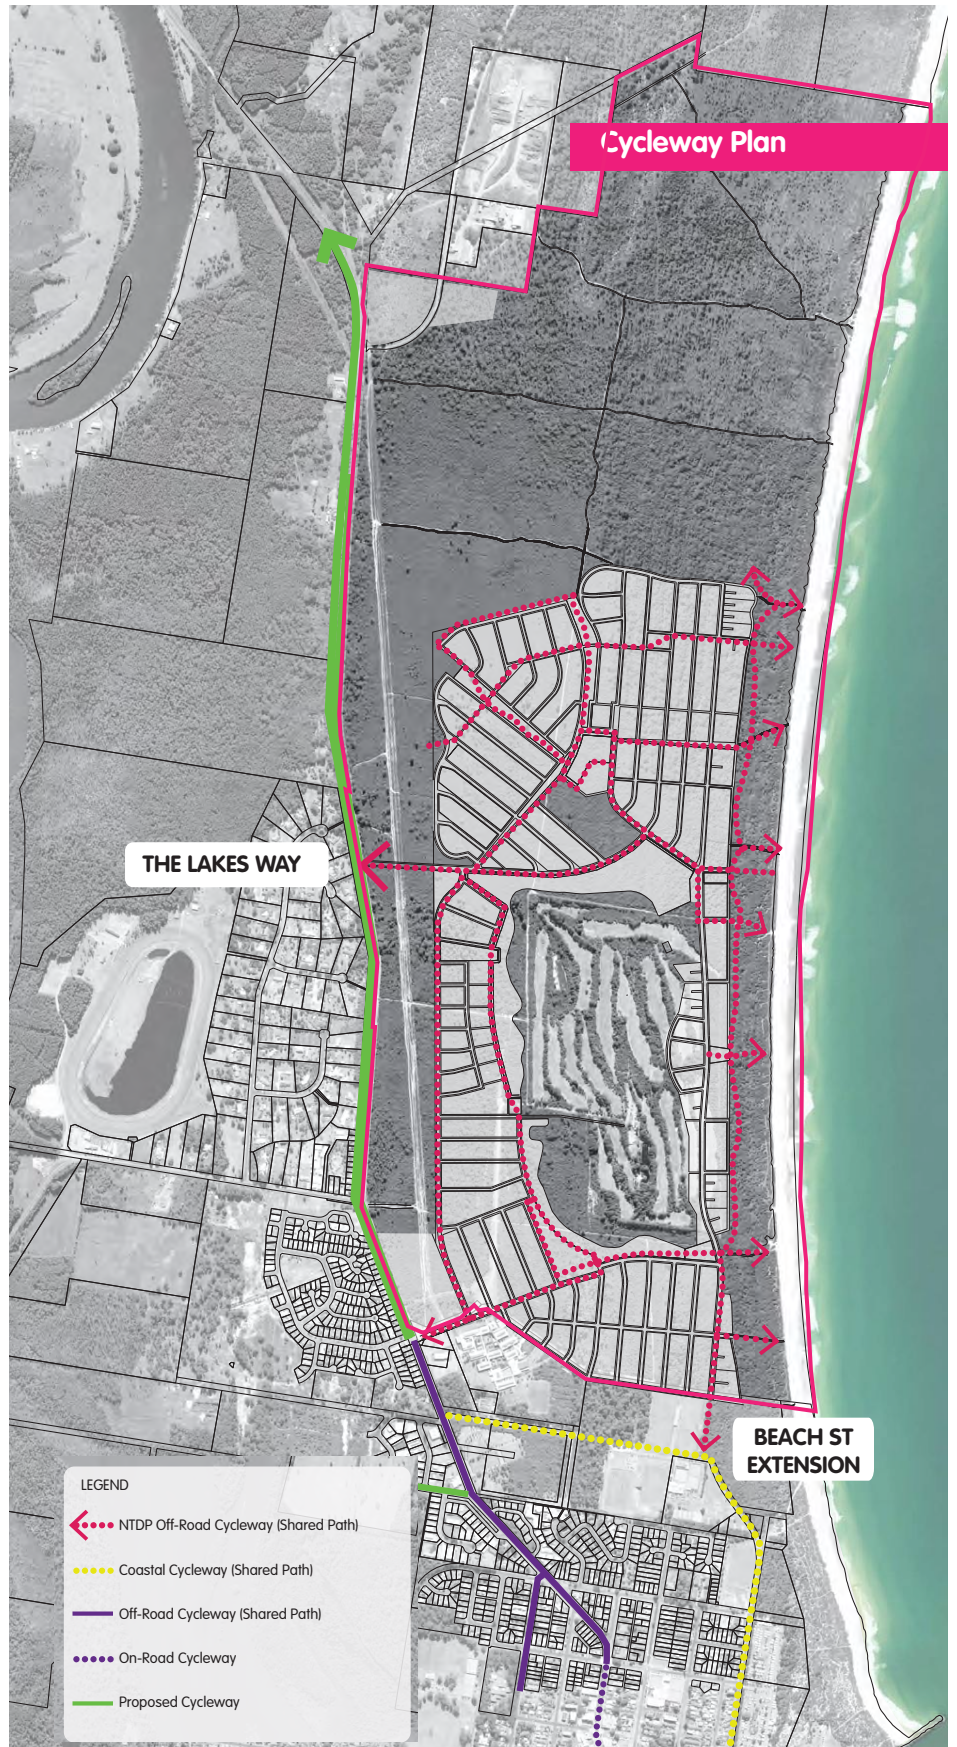 Cycleway Plan
THE LAKES WAY
BEACH ST
EXTENSION
LEGEND
NTDP Off-Road Cycleway (Shared Path)
Coastal Cycleway (Shared Path)
Off-Road Cycleway (Shared Path)
On-Road Cycleway
Proposed Cycleway